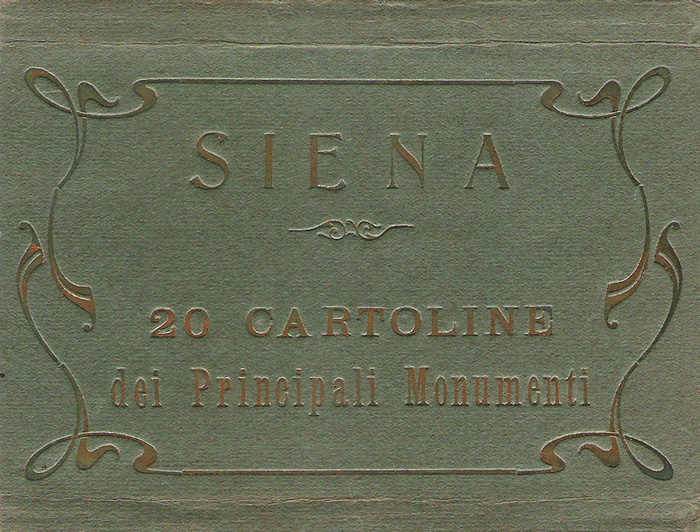 SIENA
20 CARTOLINE
dei Principali Monumenti